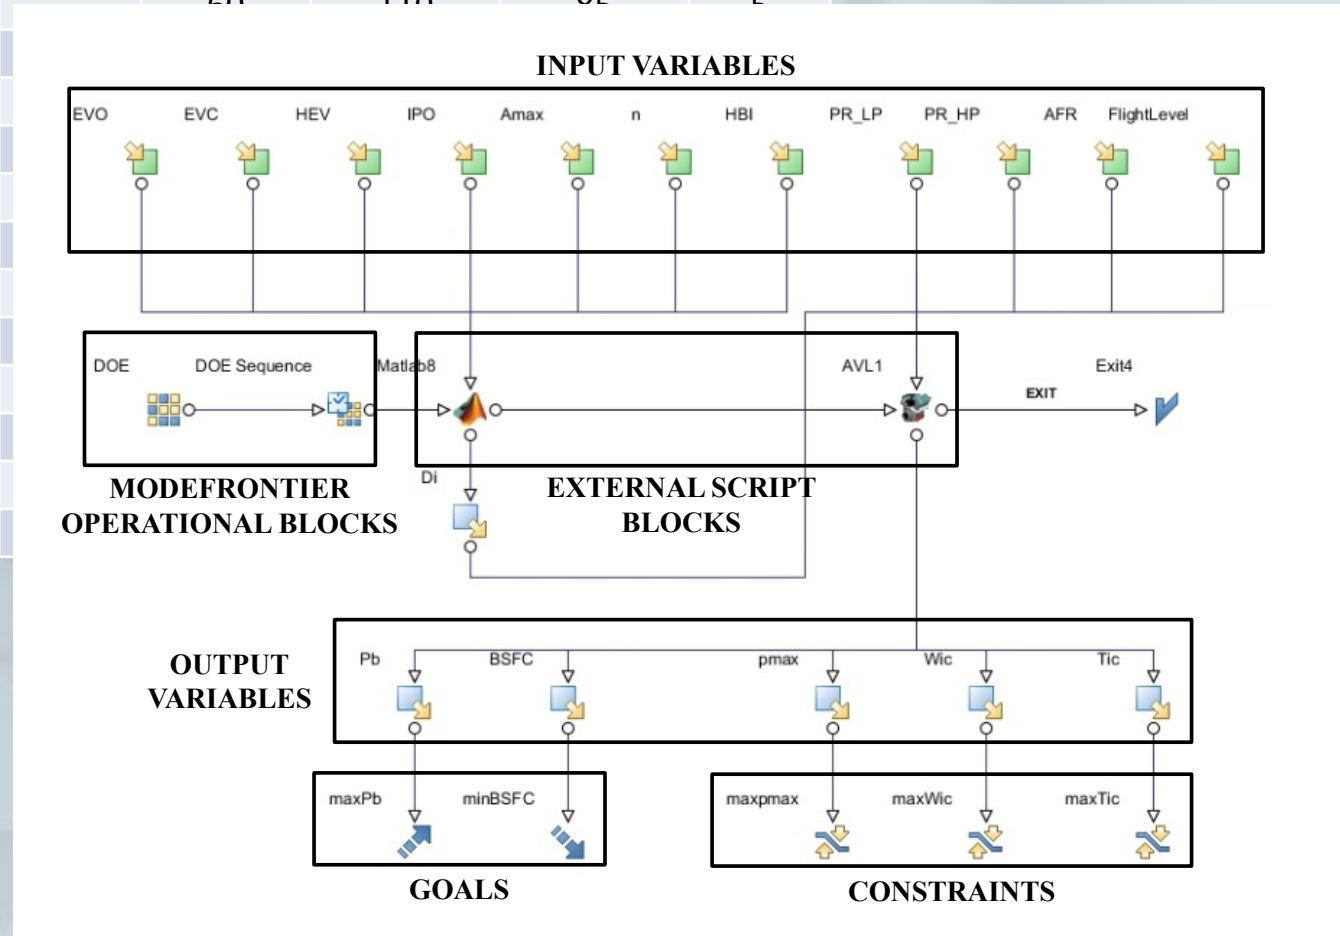 INPUT VARIABLES
EVO EVC HEV IPO Amax n HBI PR_LP PR_HP AFR FlightLevel
DOE DOE Sequence Matlab8 AVL1 Exit4
EXIT
Di
MODEFRONTIER
OPERATIONAL BLOCKS
EXTERNAL SCRIPT
BLOCKS
OUTPUT
VARIABLES
Pb BSFC pmax Wic Tic
maxPb minBSFC maxpmax maxWic maxTic
GOALS
CONSTRAINTS